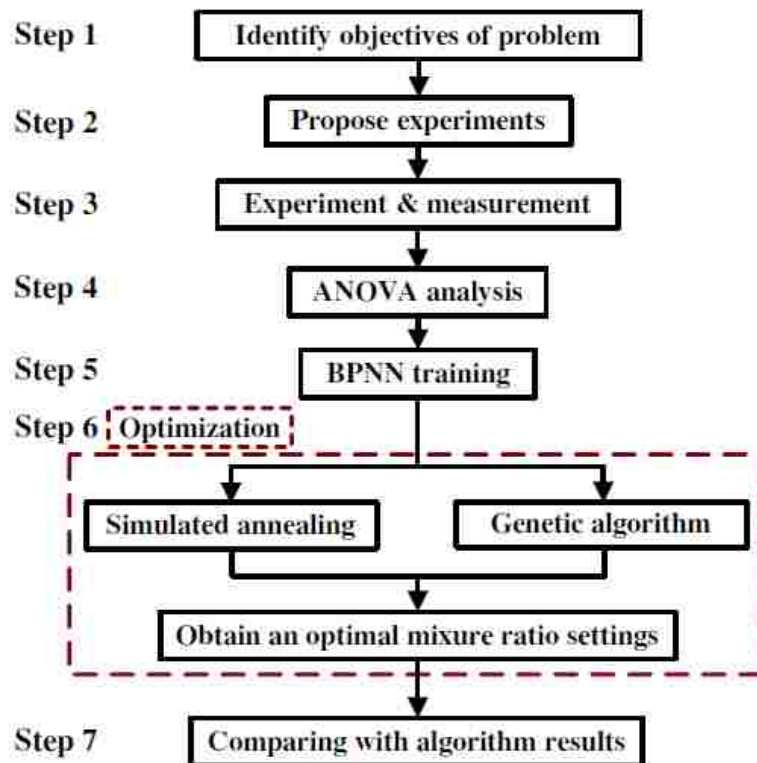 Step 1 Identify objectives of problem
Step 2 Propose experiments
Step 3 Experiment & measurement
Step 4 ANOVA analysis
Step 5 BPNN training
Step 6 Optimization
Simulated annealing Genetic algorithm
Obtain an optimal mixure ratio settings
Step 7 Comparing with algorithm results